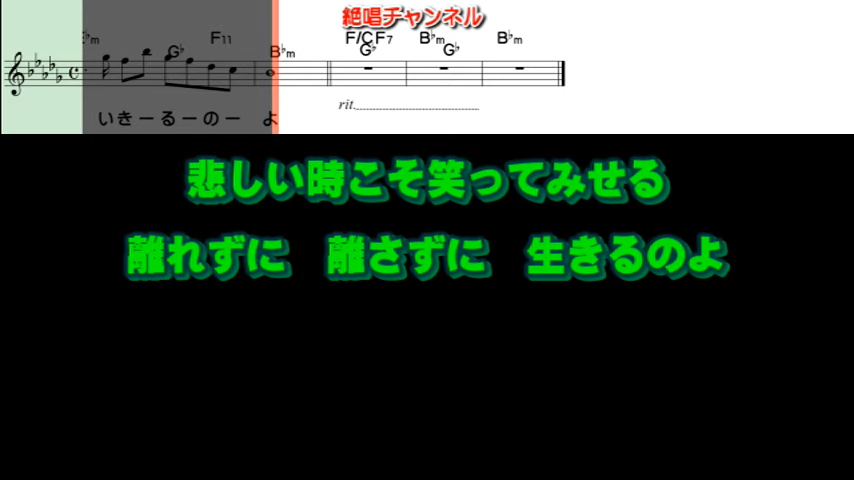 絶唱チャンネル
E♭m F11 F/C F7 B♭m B♭m
G♭ B♭m G♭ G♭
rit.
いきーるーのー よ
悲しい時こそ笑ってみせる
離れずに 離さずに 生きるのよ